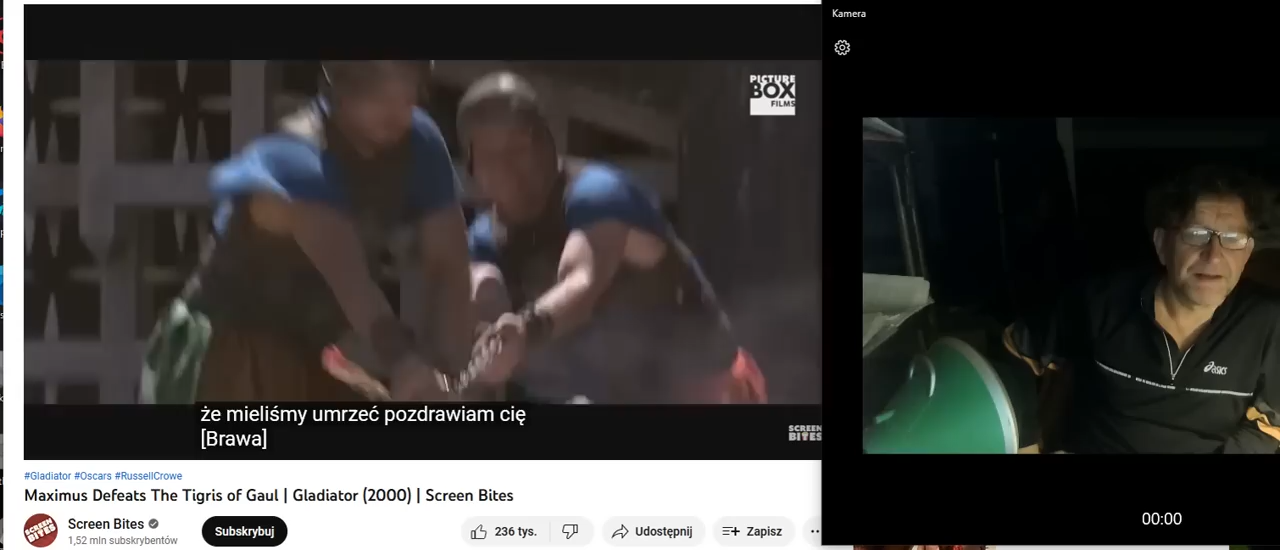 PICTURE
BOX
FILMS
że mieliśmy umrzeć pozdrawiam cię
[Brawa]
SCREEN
BITES
#Gladiator #Oscars #RussellCrowe
Maximus Defeats The Tigris of Gaul | Gladiator (2000) | Screen Bites
SCREEN
BITES
Screen Bites
1,52 mln subskrybentów
Subskrybuj
236 tys.
Udostępnij
Zapisz
Kamera
asics
00:00